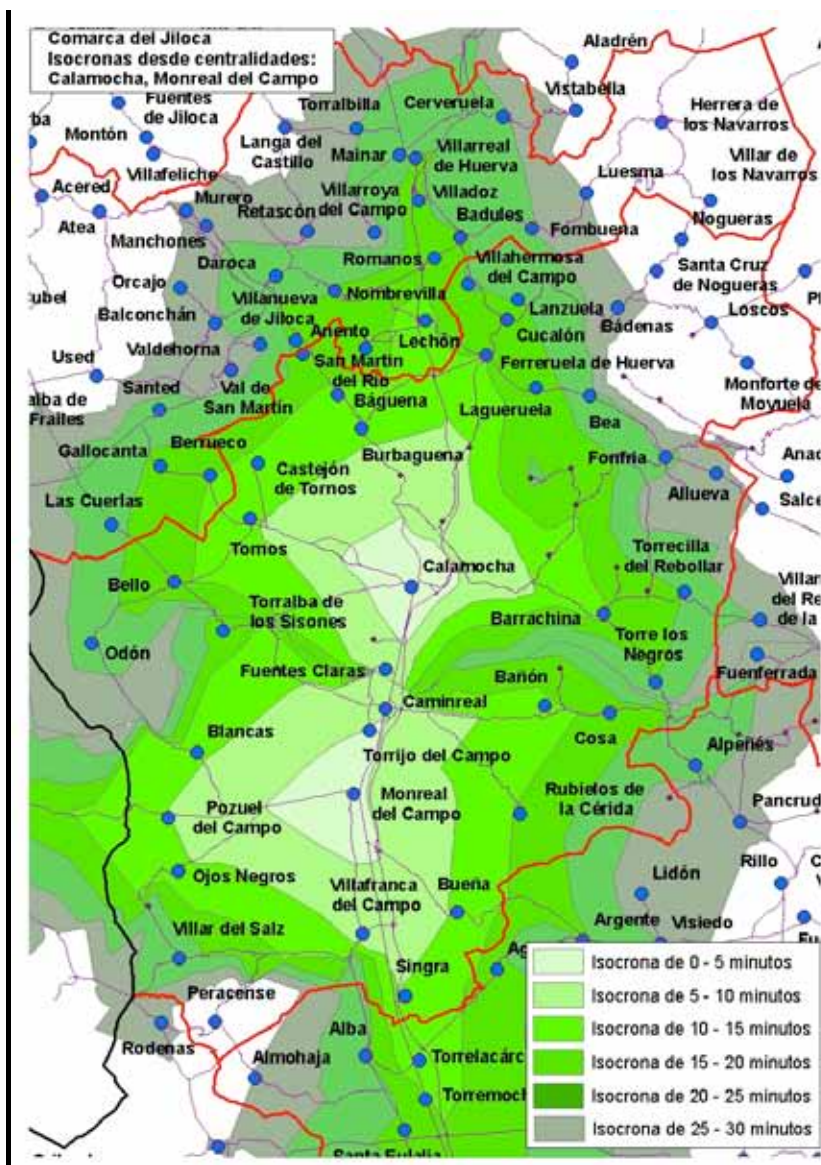 Comarca del Jiloca
Isocronas desde centralidades:
Calamocha, Monreal del Campo
Aladrén
Vistabella
Fuentes
de Jiloca
Torralbilla
Cerveruela
Herrera de
los Navarros
Montón
Langa del
Castillo
Mainar
Villarreal
de Huerva
Villar de
los Navarros
Villafeliche
Luesma
Acered
Murero
Villarroya
del Campo
Villadoz
Atea
Retascón
Badules
Nogueras
Manchones
Fombuena
Daroca
Romanos
Villahermosa
del Campo
Santa Cruz
de Nogueras
Orcajo
Villanueva
de Jiloca
Nombrevilla
Lanzuela
Loscos
Balconchán
Anento
Lechón
Cucalón
Bádenas
Used
Valdehorna
San Martín
del Río
Ferreruela de Huerva
Santed
Val de
San Martín
Báguena
Lagueruela
Monforte de
Moyuela
alba de
Frailes
Bea
Gallocanta
Berrueco
Burbaguena
Fonfría
Castejón
de Tornos
Allueva
Las Cuerlas
Tornos
Calamocha
Torrecilla
del Rebollar
Bello
Torralba de
los Sisones
Barrachina
Odón
Torre los
Negros
Fuentes Claras
Bañón
Fuenferrada
Caminreal
Blancas
Cosa
Alpeñés
Torrijo del Campo
Pozuel
del Campo
Monreal
del Campo
Rubielos de
la Cérida
Pancrud
Ojos Negros
Lidón
Rillo
Villafranca
del Campo
Bueña
Villar del Salz
Argente
Visiedo
Singra
Isocrona de 0 - 5 minutos
Isocrona de 5 - 10 minutos
Isocrona de 10 - 15 minutos
Isocrona de 15 - 20 minutos
Isocrona de 20 - 25 minutos
Isocrona de 25 - 30 minutos
Peracense
Rodenas
Alba
Almohaja
Torrelacárc
Torremoch
Santa Eulalia